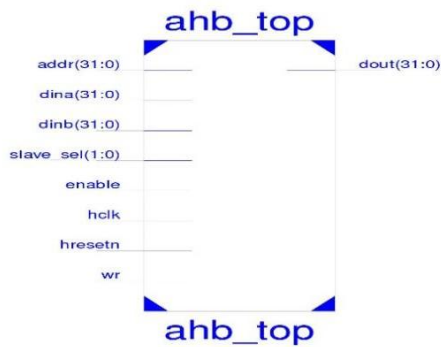 ahb_top
addr(31:0)
dout(31:0)
dina(31:0)
dinb(31:0)
slave_sel(1:0)
enable
hclk
hresetn
wr
ahb_top